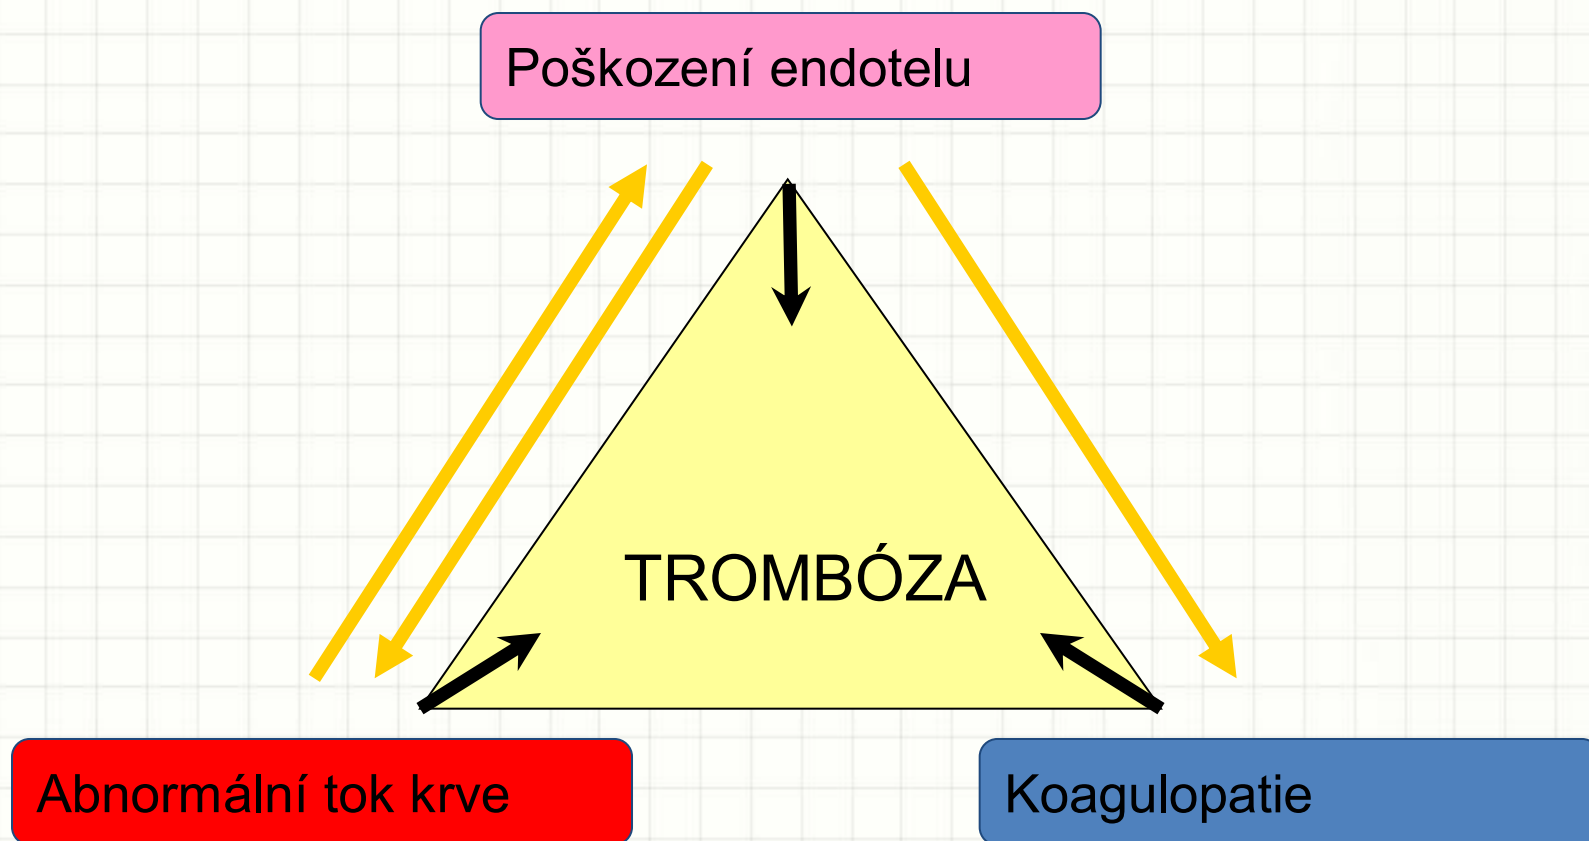 Poškození endotelu
TROMBÓZA
Abnormální tok krve
Koagulopatie